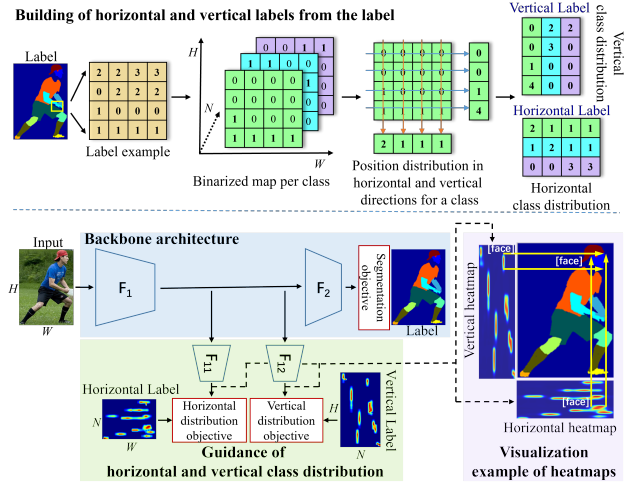 Building of horizontal and vertical labels from the label
Label
2 2 3 3
0 2 2 2
1 0 0 0
1 1 1 1
Label example
H
N
W
0 0 1 1
1 1 0 0
0 0 0 0
0 0 0 0
1 0 0 0
1 1 1 1
Binarized map per class
0 0 0 0
0 0 0 0
1 0 0 0
1 1 1 1
0
0
1
4
2 1 1 1
Position distribution in
horizontal and vertical
directions for a class
Vertical Label
0 2 2
0 3 0
1 0 0
4 0 0
Vertical
class distribution
Horizontal Label
2 1 1 1
1 2 1 1
0 0 3 3
Horizontal
class distribution
Input
H
W
Backbone architecture
F1
F2
Segmentation
objective
Label
F11
F12
Horizontal Label
N
W
Horizontal
distribution
objective
Vertical
distribution
objective
H
N
Vertical Label
Guidance of
horizontal and vertical class distribution
Vertical heatmap
[face]
[face]
[face]
Horizontal heatmap
Visualization
example of heatmaps